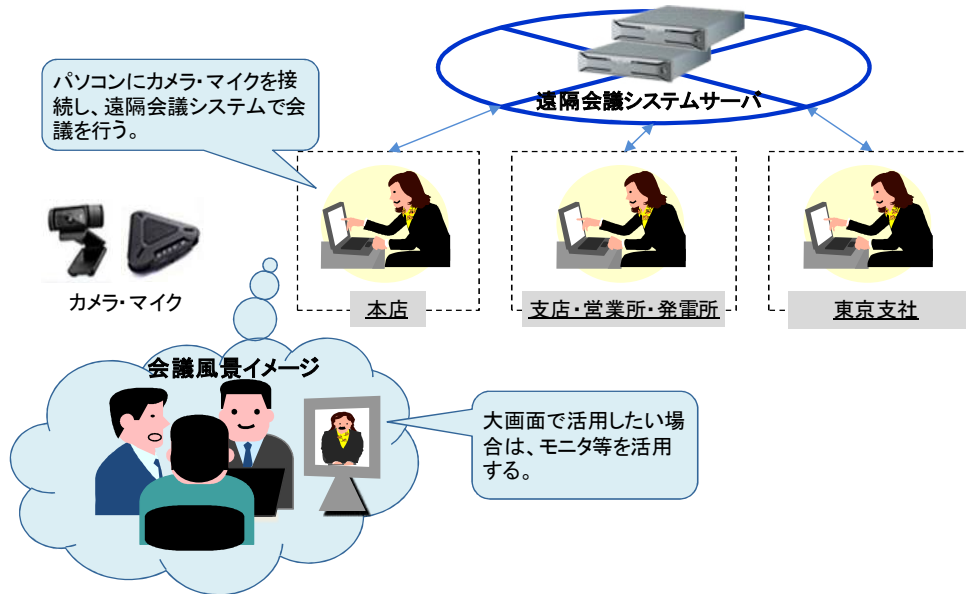 遠隔会議システムサーバ
パソコンにカメラ・マイクを接
続し、遠隔会議システムで会
議を行う。
カメラ・マイク
本店
支店・営業所・発電所
東京支社
会議風景イメージ
大画面で活用したい場
合は、モニタ等を活用
する。